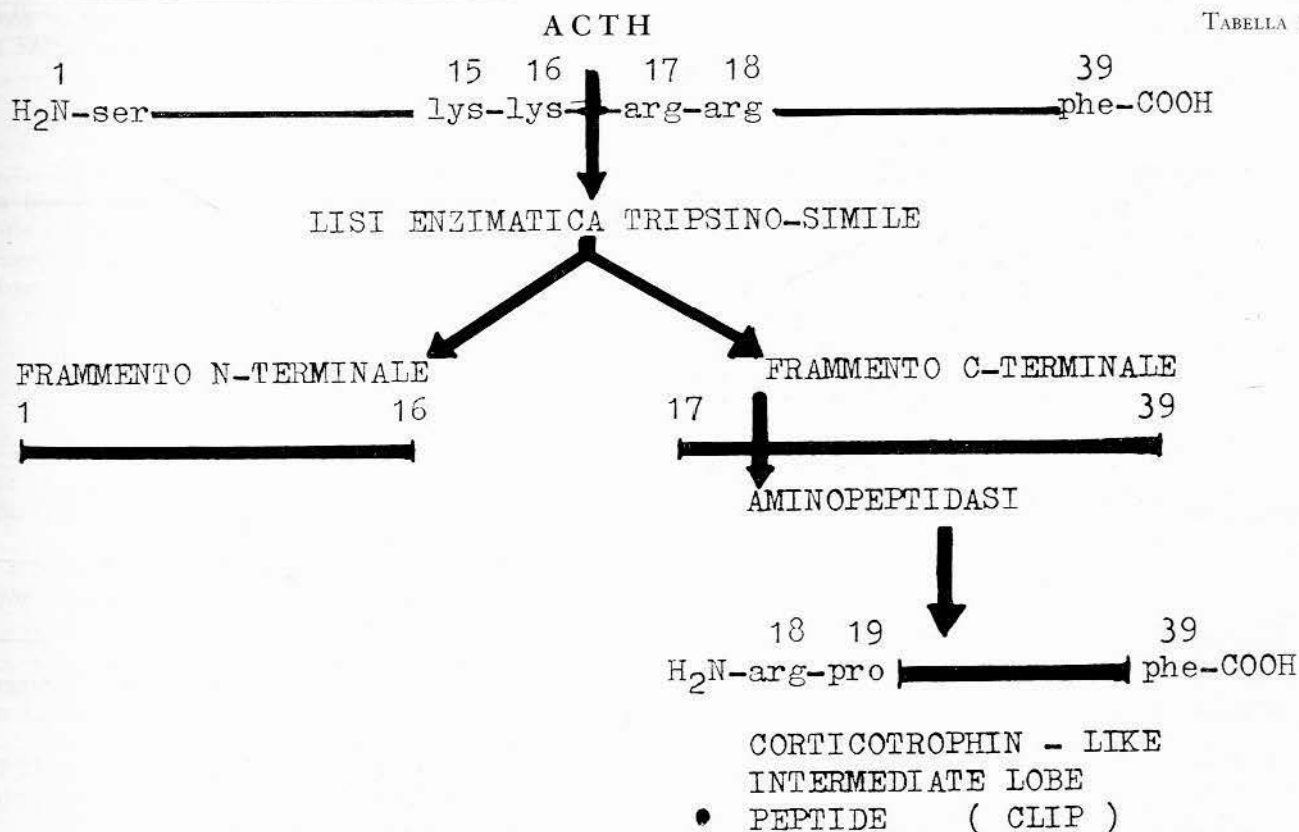 ACTH
TABELLA
1 15 16 17 18 39
H₂N-ser lys-lys arg-arg phe-COOH
LISI ENZIMATICA TRIPSINO-SIMILE
FRAMMENTO N-TERMINALE FRAMMENTO C-TERMINALE
1 16 17 39
AMINOPEPTIDASI
18 19 39
H₂N-arg-pro phe-COOH
CORTICOTROPHIN - LIKE
INTERMEDIATE LOBE
• PEPTIDE ( CLIP )